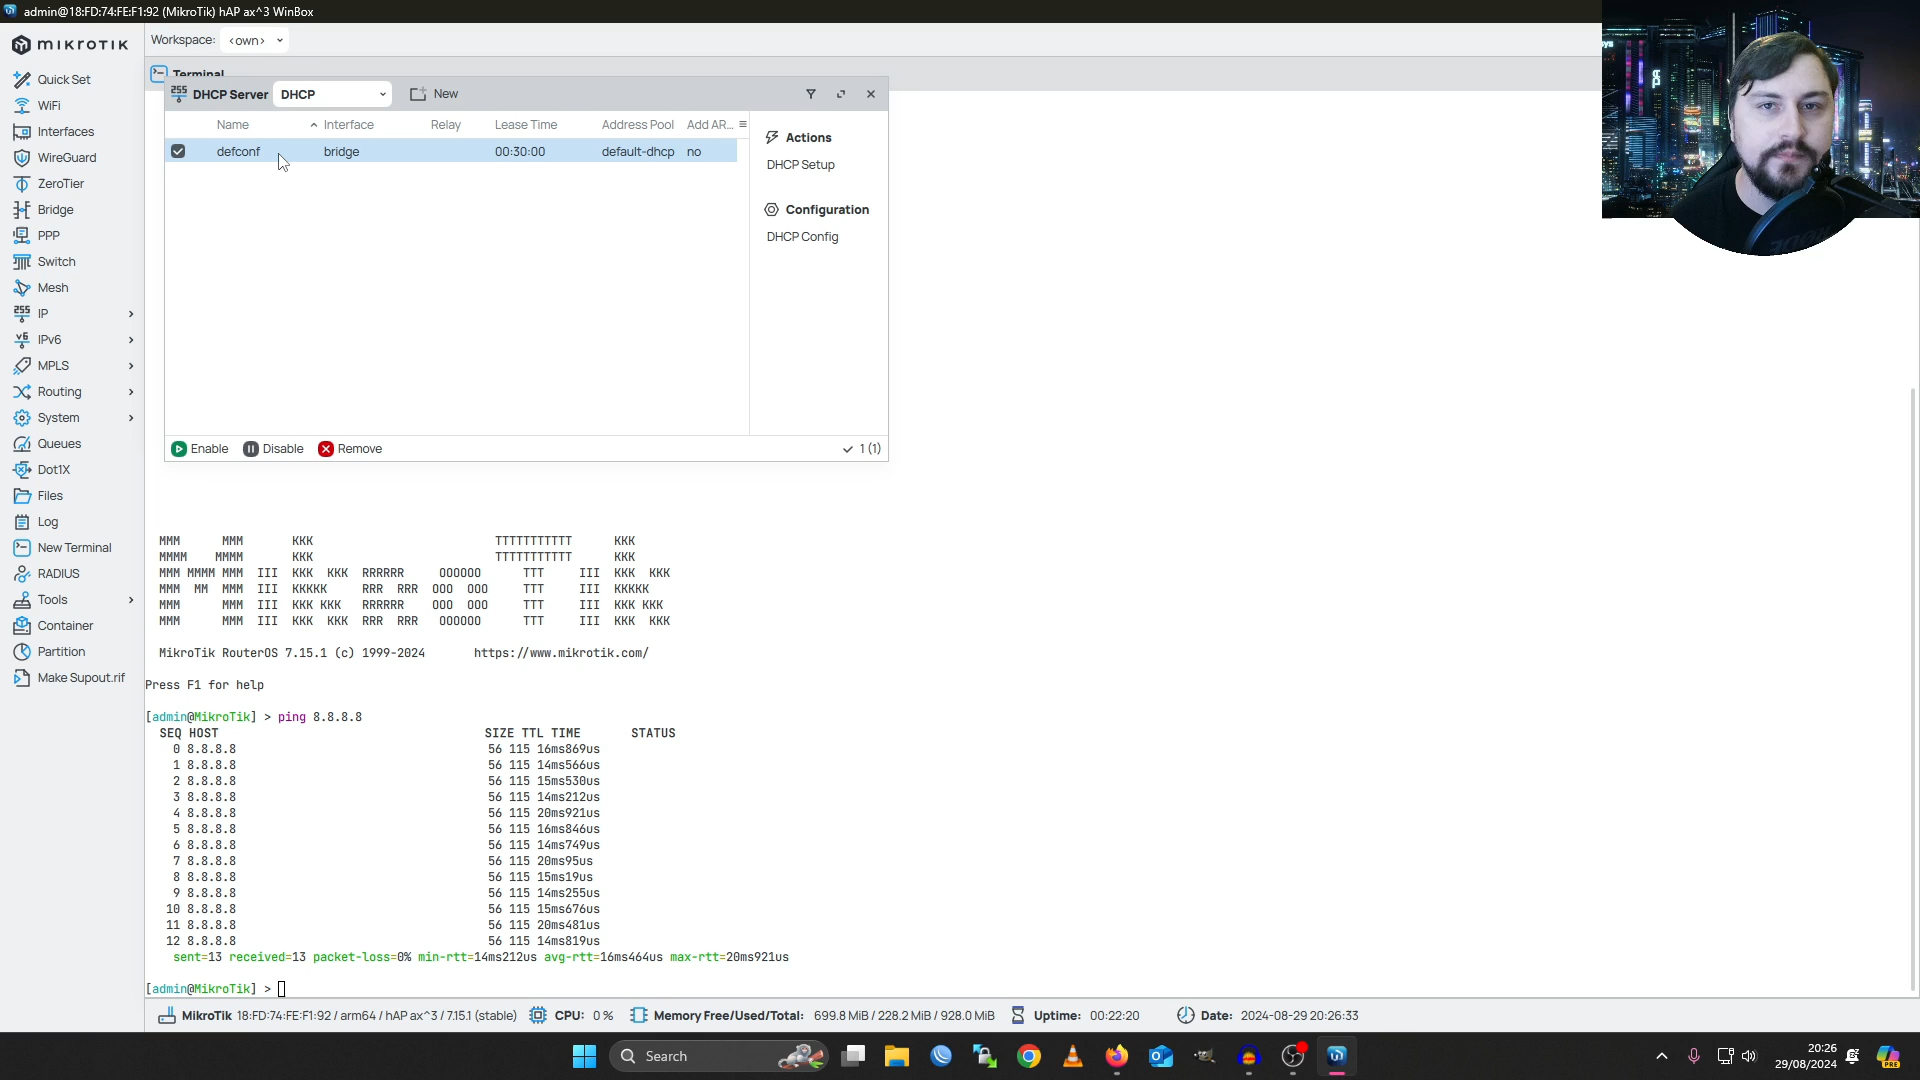 admin@18:FD:74:FE:F1:92 (MikroTik) hAP ax^3 WinBox
MIKROTIK
Workspace: <own>
Terminal
Quick Set
WiFi
Interfaces
WireGuard
ZeroTier
Bridge
PPP
Switch
Mesh
IP
IPv6
MPLS
Routing
System
Queues
Dot1X
Files
Log
New Terminal
RADIUS
Tools
Container
Partition
Make Supout.rif
DHCP Server DHCP New
Name Interface Relay Lease Time Address Pool Add AR...
defconf bridge 00:30:00 default-dhcp no
Actions
DHCP Setup
Configuration
DHCP Config
Enable Disable Remove 1 (1)
MMM      MMM       KKK                          TTTTTTTTTTT      KKK
MMMM    MMMM       KKK                          TTTTTTTTTTT      KKK
MMM MMMM MMM  III  KKK  KKK  RRRRRR     OOOOOO      TTT     III  KKK  KKK
MMM  MM  MMM  III  KKKKK     RRR  RRR  OOO  OOO     TTT     III  KKKKK
MMM      MMM  III  KKK KKK   RRRRRR    OOO  OOO     TTT     III  KKK KKK
MMM      MMM  III  KKK  KKK  RRR  RRR   OOOOOO      TTT     III  KKK  KKK
MikroTik RouterOS 7.15.1 (c) 1999-2024       https://www.mikrotik.com/
Press F1 for help
[admin@MikroTik] > ping 8.8.8.8
SEQ HOST SIZE TTL TIME STATUS
0 8.8.8.8 56 115 16ms869us
1 8.8.8.8 56 115 14ms566us
2 8.8.8.8 56 115 15ms530us
3 8.8.8.8 56 115 14ms212us
4 8.8.8.8 56 115 20ms921us
5 8.8.8.8 56 115 16ms846us
6 8.8.8.8 56 115 14ms749us
7 8.8.8.8 56 115 20ms95us
8 8.8.8.8 56 115 15ms19us
9 8.8.8.8 56 115 14ms255us
10 8.8.8.8 56 115 15ms676us
11 8.8.8.8 56 115 20ms481us
12 8.8.8.8 56 115 14ms819us
sent=13 received=13 packet-loss=0% min-rtt=14ms212us avg-rtt=16ms464us max-rtt=20ms921us
[admin@MikroTik] >
MikroTik 18:FD:74:FE:F1:92 / arm64 / hAP ax^3 / 7.15.1 (stable) CPU: 0 % Memory Free/Used/Total: 699.8 MiB / 228.2 MiB / 928.0 MiB Uptime: 00:22:20 Date: 2024-08-29 20:26:33
Search
20:26
29/08/2024
PRE